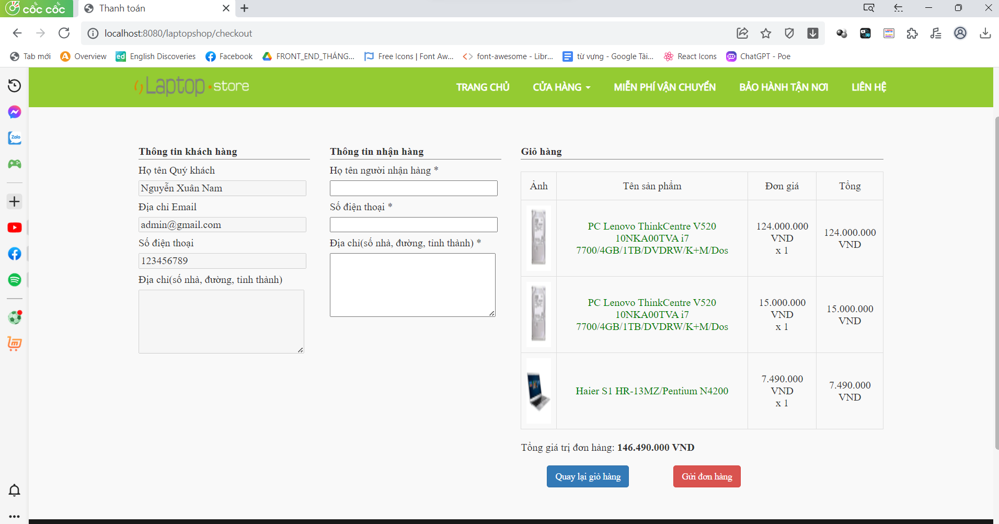 cốc cốc
Thanh toán
localhost:8080/laptopshop/checkout
Tab mới
Overview
ed
English Discoveries
Facebook
FRONT_END_THÁNG...
Free Icons | Font Aw...
font-awesome - Libr...
từ vựng - Google Tài...
React Icons
ChatGPT - Poe
Zalo
Laptop store
TRANG CHỦ
CỬA HÀNG
MIỄN PHÍ VẬN CHUYỂN
BẢO HÀNH TẬN NƠI
LIÊN HỆ
Thông tin khách hàng
Họ tên Quý khách
Nguyễn Xuân Nam
Địa chỉ Email
admin@gmail.com
Số điện thoại
123456789
Địa chỉ(số nhà, đường, tỉnh thành)
Thông tin nhận hàng
Họ tên người nhận hàng *
Số điện thoại *
Địa chỉ(số nhà, đường, tỉnh thành) *
Giỏ hàng
Ảnh
Tên sản phẩm
Đơn giá
Tổng
PC Lenovo ThinkCentre V520
10NKA00TVA i7
7700/4GB/1TB/DVDRW/K+M/Dos
124.000.000
VND
x 1
124.000.000
VND
PC Lenovo ThinkCentre V520
10NKA00TVA i7
7700/4GB/1TB/DVDRW/K+M/Dos
15.000.000
VND
x 1
15.000.000
VND
Haier S1 HR-13MZ/Pentium N4200
7.490.000
VND
x 1
7.490.000
VND
Tổng giá trị đơn hàng: 146.490.000 VND
Quay lại giỏ hàng
Gửi đơn hàng